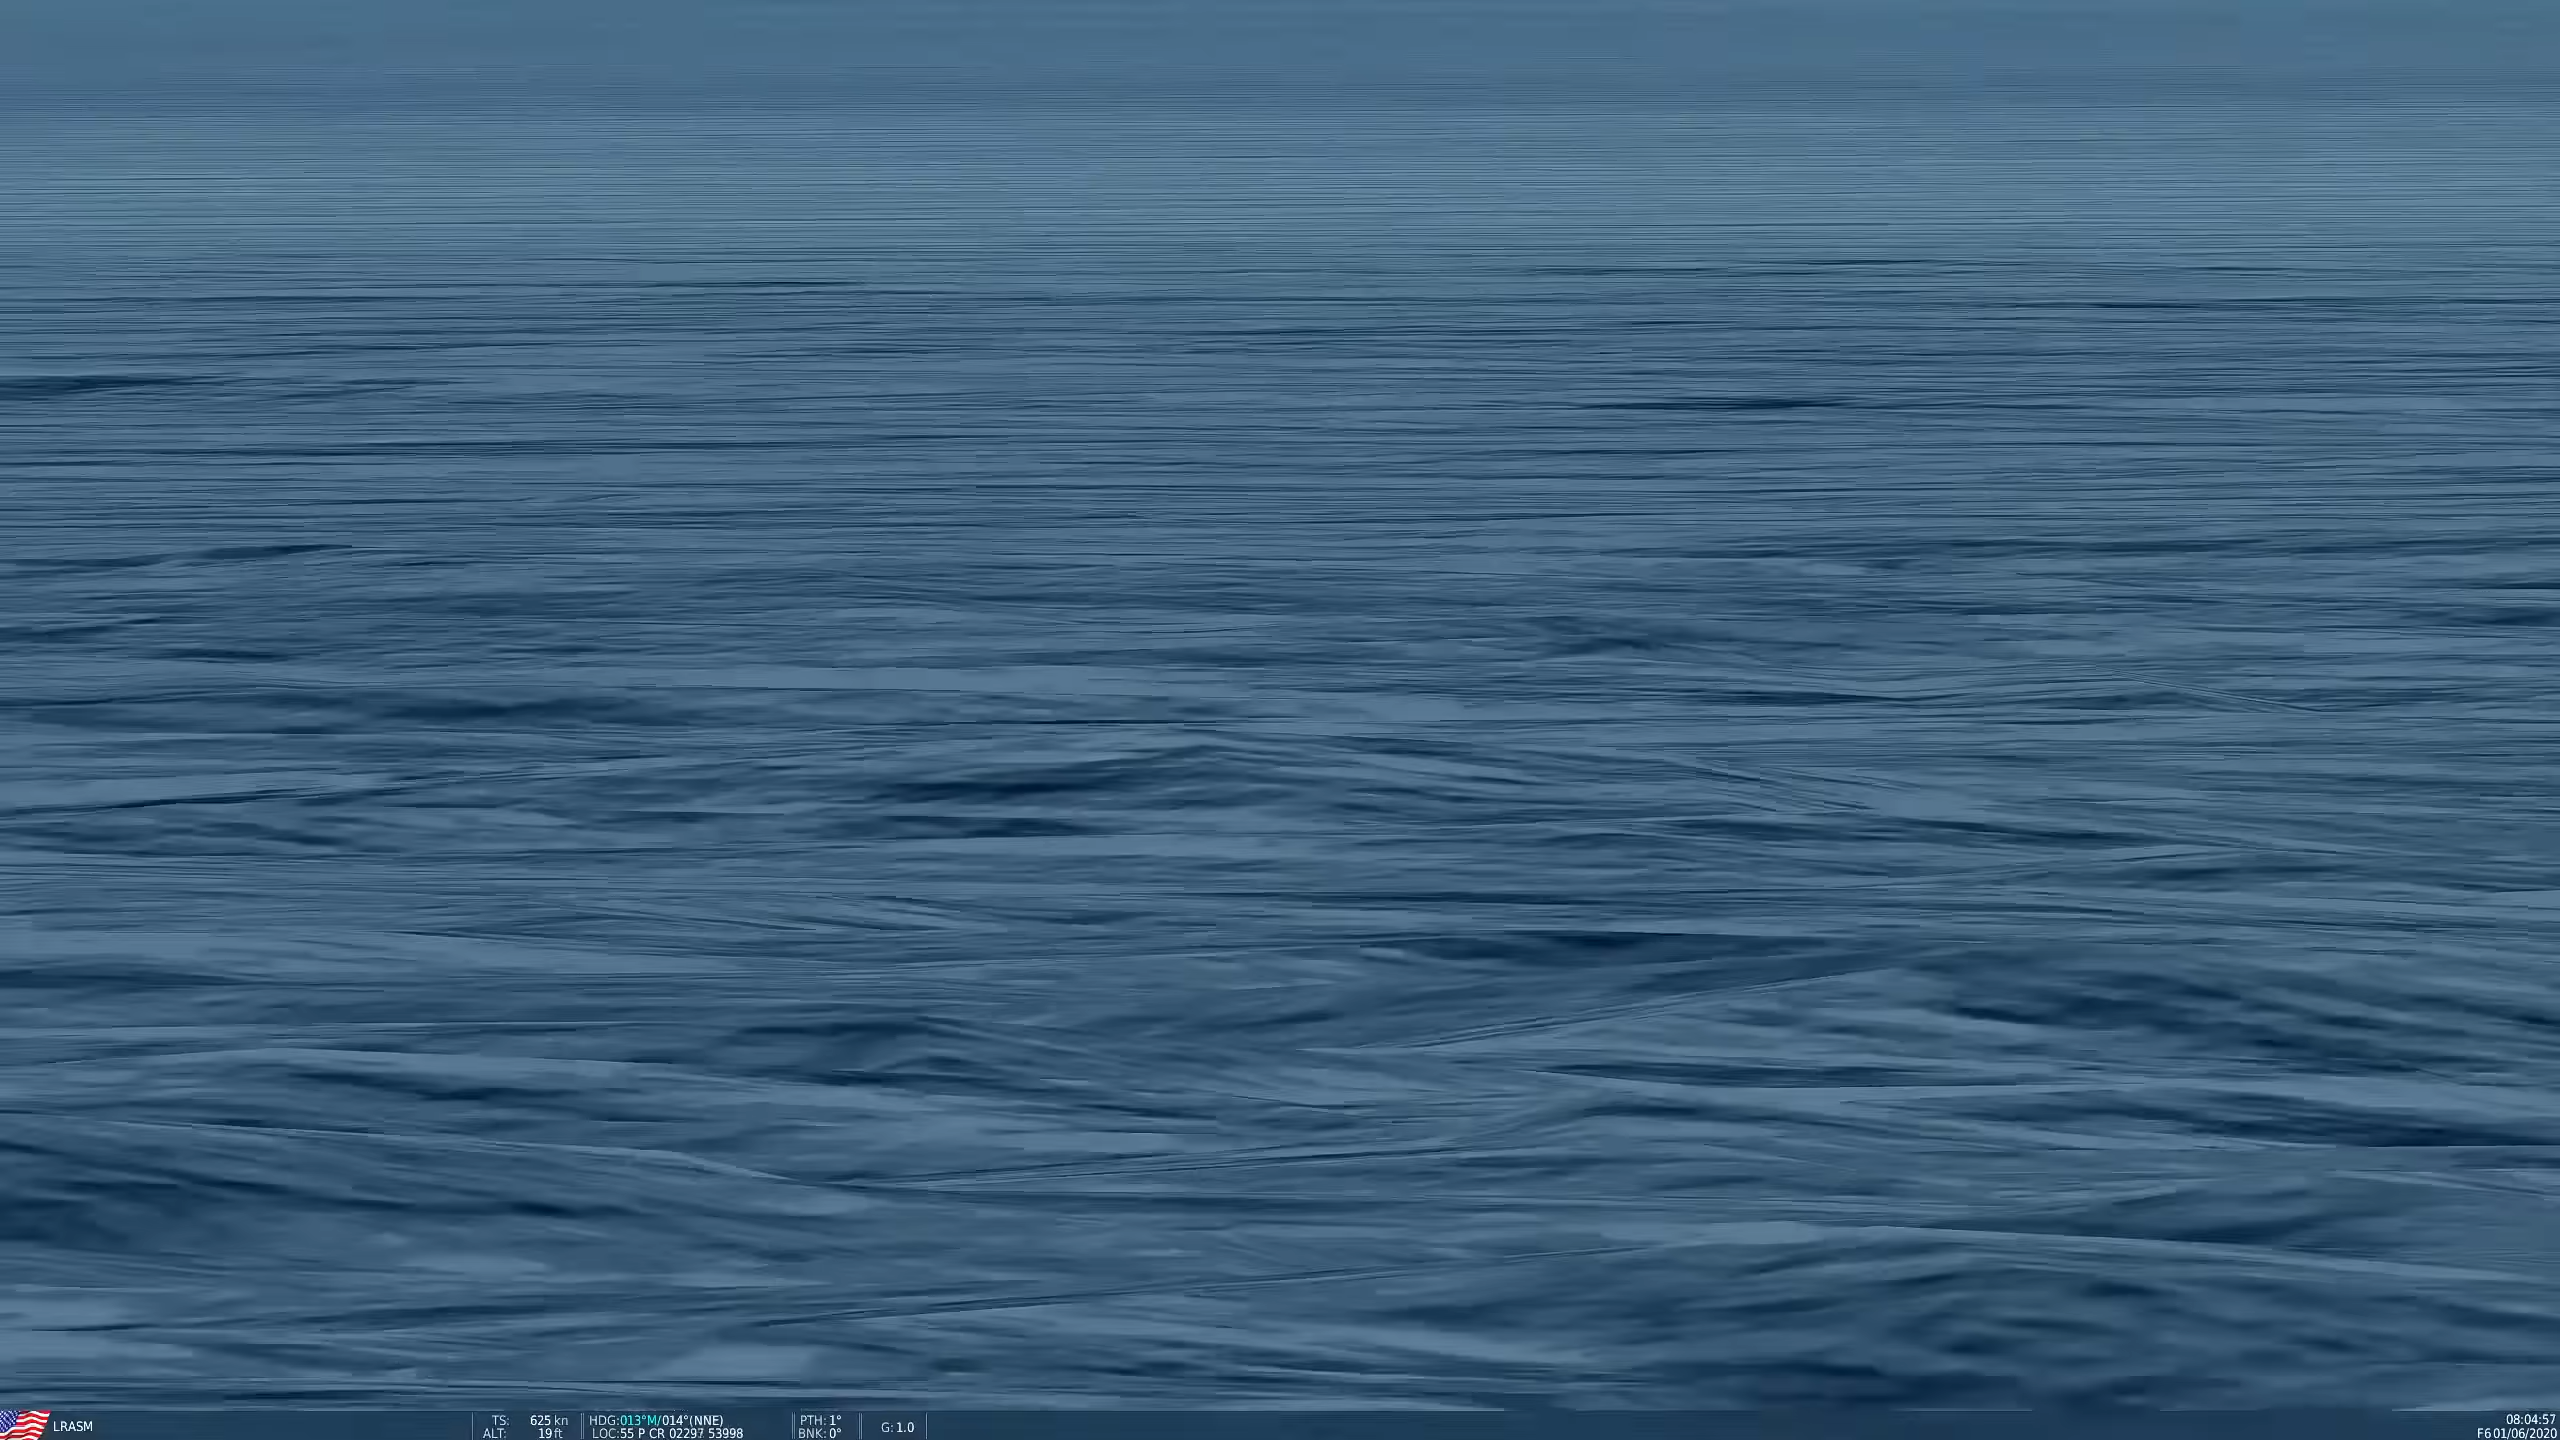 LRASM
TS: 625 kn
ALT: 19 ft
HDG:013°M/014°(NNE)
LOC:55 P CR 02297 53998
PTH: 1°
BNK: 0°
G: 1.0
08:04:57
F6 01/06/2020